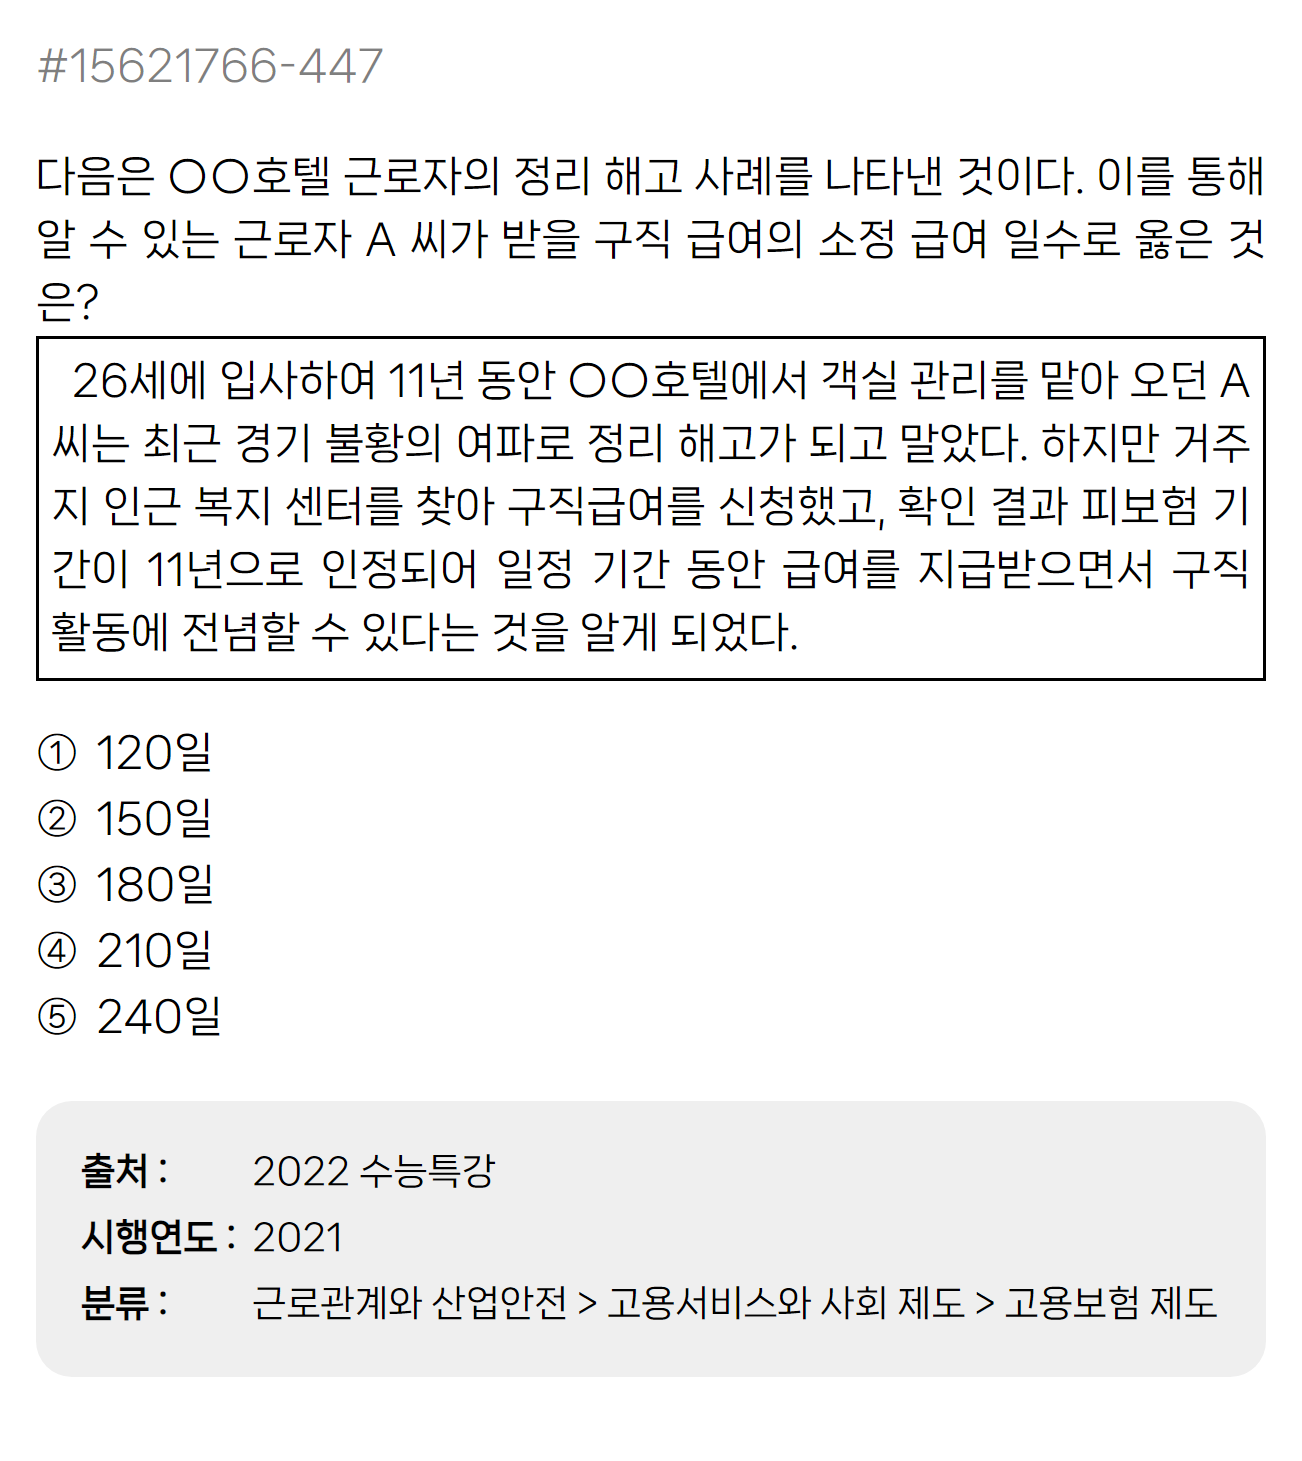 #15621766-447
다음은 〇〇호텔 근로자의 정리 해고 사례를 나타낸 것이다. 이를 통해
알 수 있는 근로자 A 씨가 받을 구직 급여의 소정 급여 일수로 옳은 것
은?
26세에 입사하여 11년 동안 〇〇호텔에서 객실 관리를 맡아 오던 A
씨는 최근 경기 불황의 여파로 정리 해고가 되고 말았다. 하지만 거주
지 인근 복지 센터를 찾아 구직급여를 신청했고, 확인 결과 피보험 기
간이 11년으로 인정되어 일정 기간 동안 급여를 지급받으면서 구직
활동에 전념할 수 있다는 것을 알게 되었다.
① 120일
② 150일
③ 180일
④ 210일
⑤ 240일
출처 : 2022 수능특강
시행연도 : 2021
분류 : 근로관계와 산업안전 > 고용서비스와 사회 제도 > 고용보험 제도